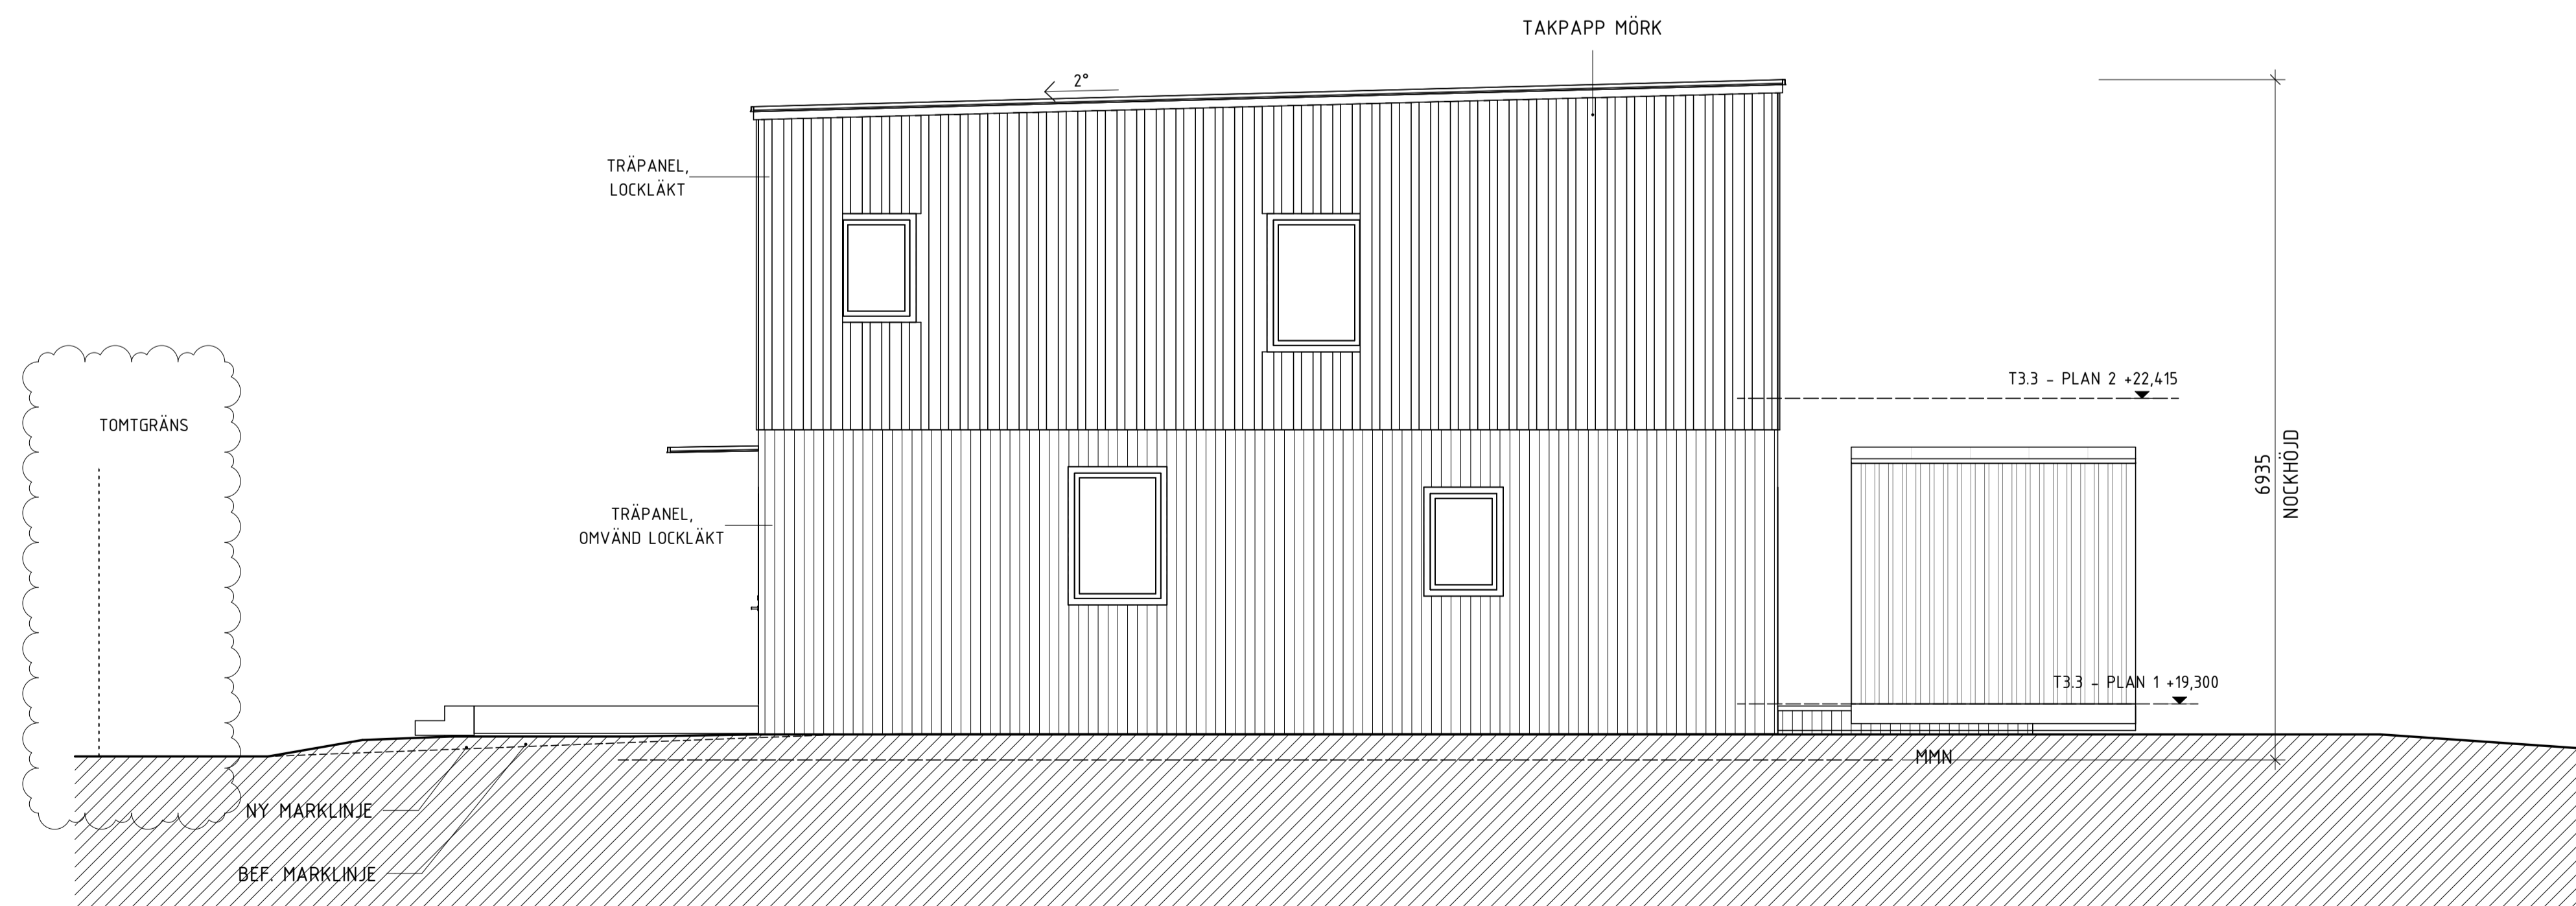 TAKPAPP MÖRK
2°
TRÄPANEL,
LOCKLÄKT
T3.3 - PLAN 2 +22,415
TOMTGRÄNS
6935
NOCKHÖJD
TRÄPANEL,
OMVÄND LOCKLÄKT
T3.3 - PLAN 1 +19,300
MMN
NY MARKLINJE
BEF. MARKLINJE